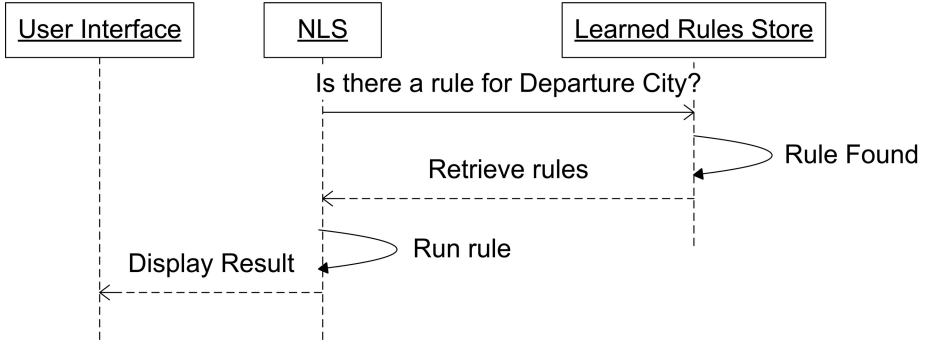 User Interface
NLS
Learned Rules Store
Is there a rule for Departure City?
Rule Found
Retrieve rules
Run rule
Display Result